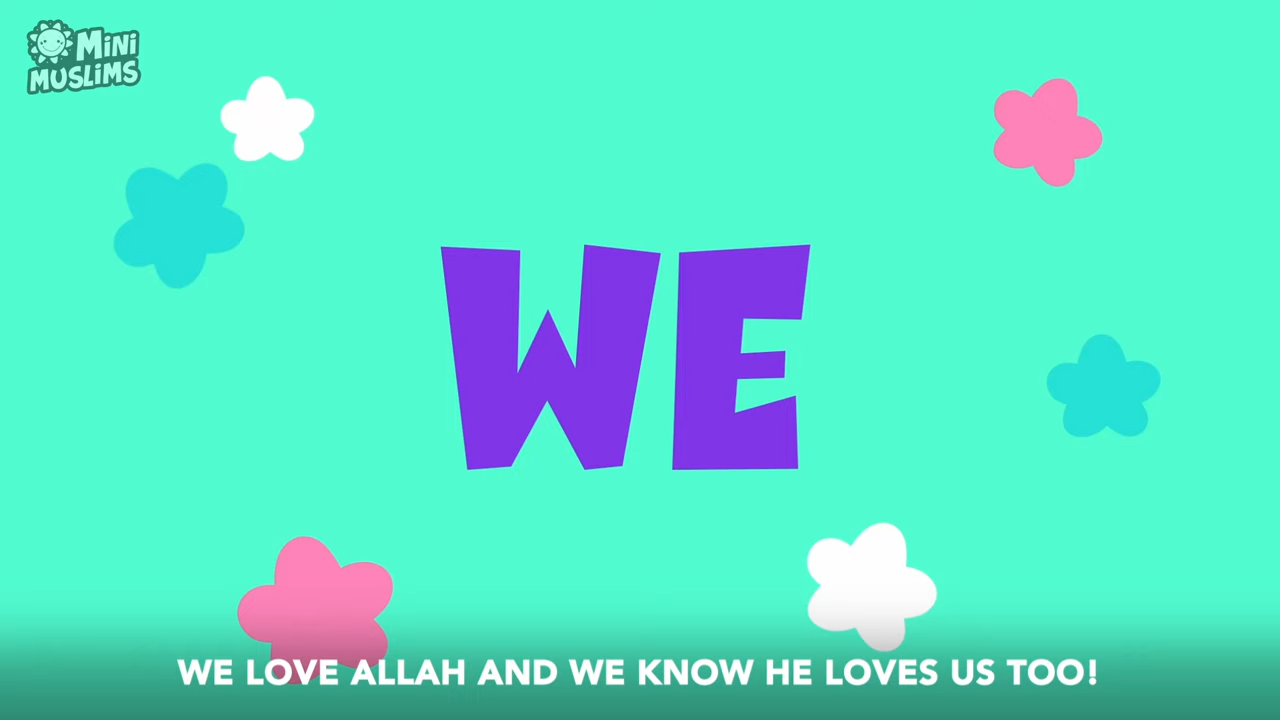 MiNi
MUSLiMS
WE
WE LOVE ALLAH AND WE KNOW HE LOVES US TOO!